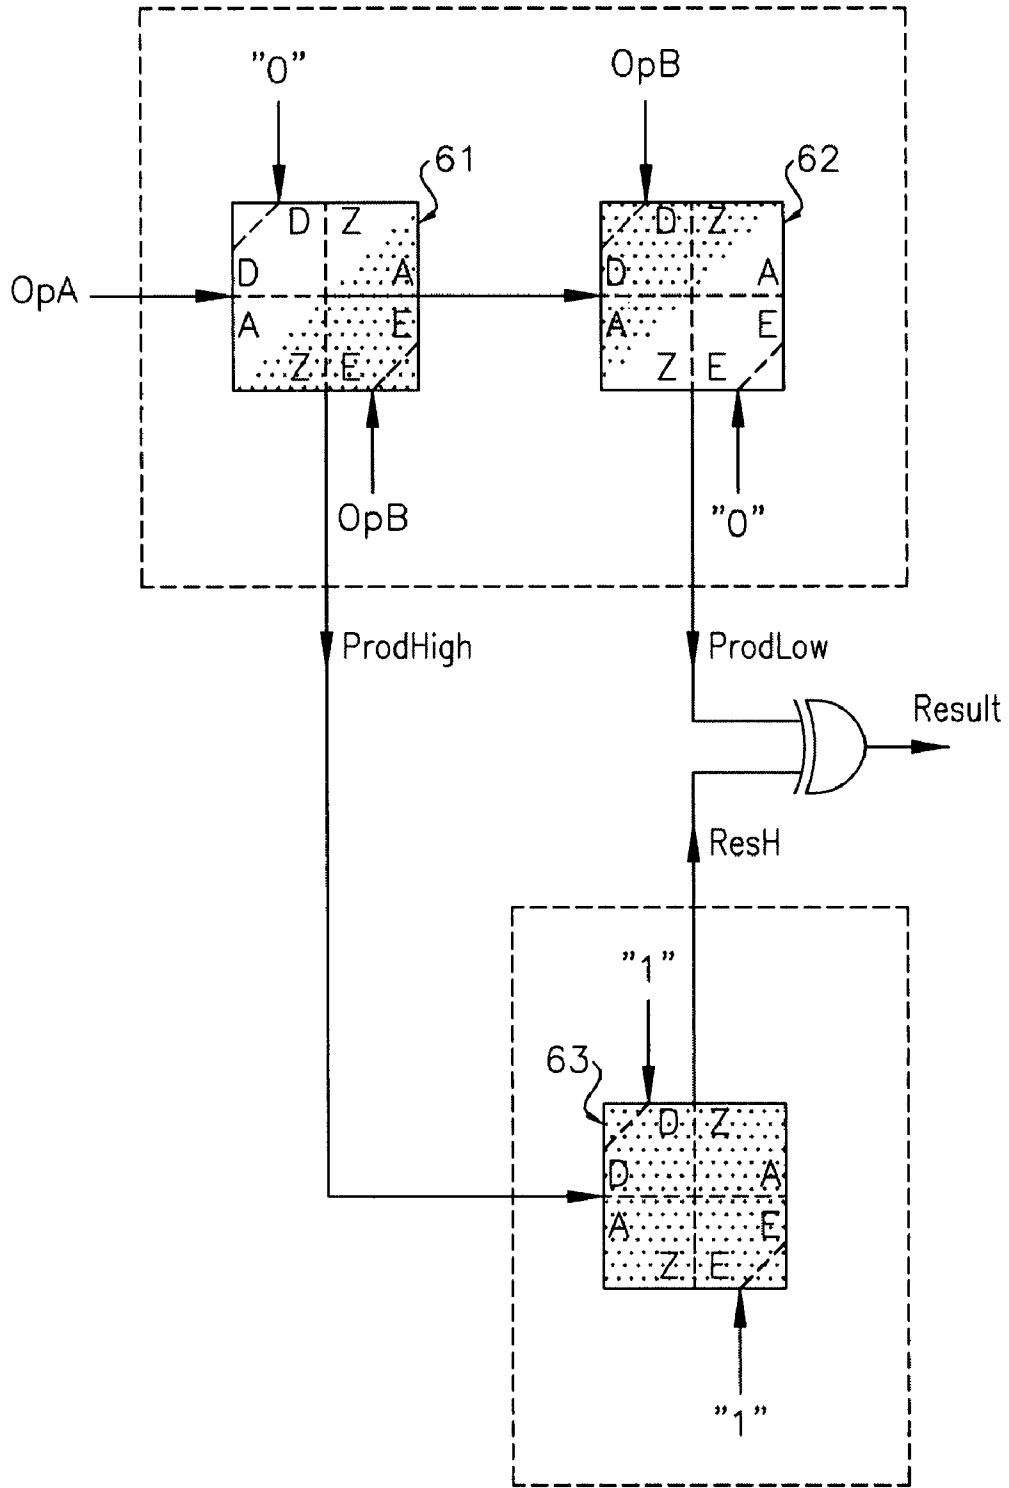 "0"
OpB
61
62
D Z
D Z
D A
D A
OpA
A E
A E
Z E
Z E
OpB
"0"
ProdHigh
ProdLow
Result
ResH
"1"
63
D Z
D A
A E
Z E
"1"